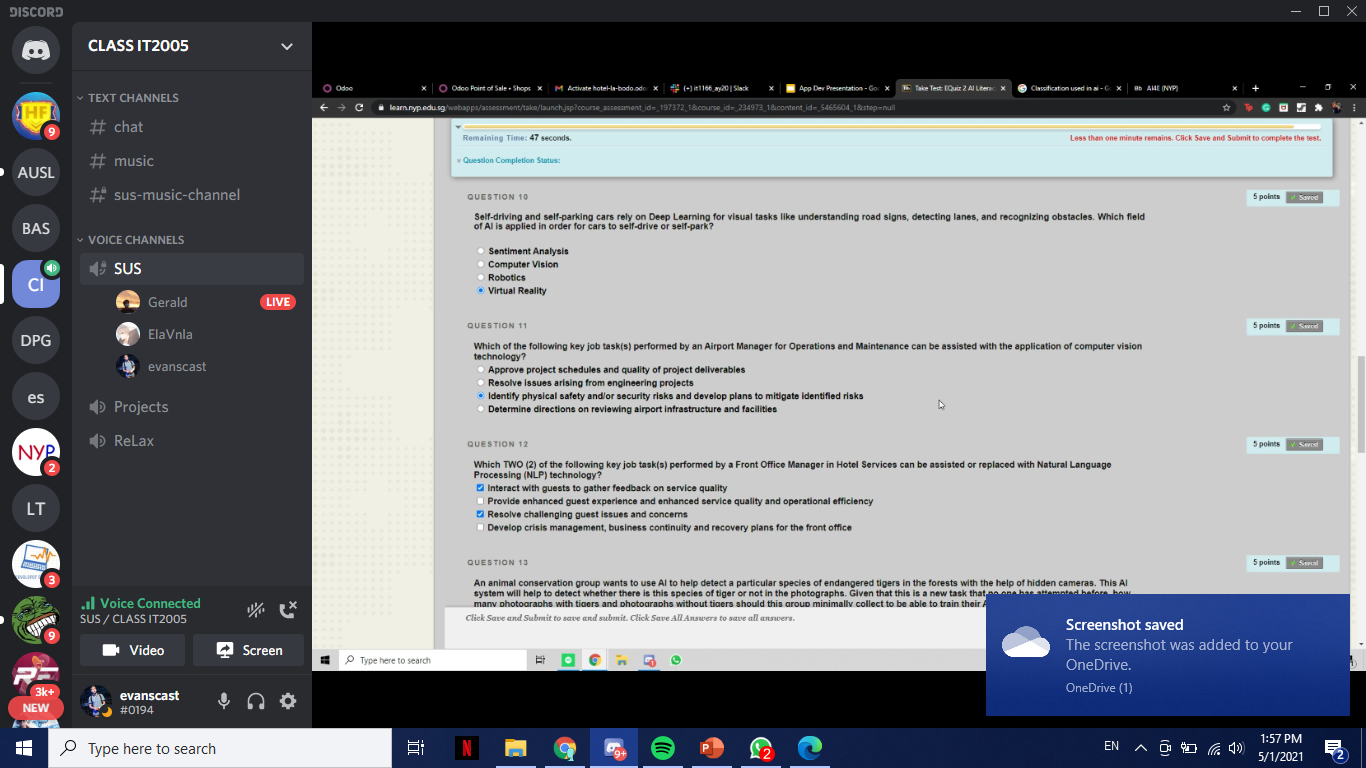 DISCORD
CLASS IT2005
TEXT CHANNELS
chat
music
sus-music-channel
VOICE CHANNELS
SUS
Gerald
LIVE
ElaVnla
evanscast
Projects
ReLax
9
AUSL
BAS
CI
DPG
es
NYP
2
LT
3
9
3k+
NEW
Voice Connected
SUS / CLASS IT2005
Video
Screen
evanscast
#0194
Odoo
Odoo Point of Sale • Shops
Activate hotel-la-bodo.odoo
(+) it1166_ay20 | Slack
App Dev Presentation - Goo
Take Test: EQuiz 2 AI Literac
Classification used in ai - Go
Bb AI4E (NYP)
learn.nyp.edu.sg/webapps/assessment/take/launch.jsp?course_assessment_id=_197372_1&course_id=_234973_1&content_id=_5465604_1&step=null
Remaining Time: 47 seconds.
Less than one minute remains. Click Save and Submit to complete the test.
Question Completion Status:
QUESTION 10
5 points
Saved
Self-driving and self-parking cars rely on Deep Learning for visual tasks like understanding road signs, detecting lanes, and recognizing obstacles. Which field
of AI is applied in order for cars to self-drive or self-park?
Sentiment Analysis
Computer Vision
Robotics
Virtual Reality
QUESTION 11
5 points
Saved
Which of the following key job task(s) performed by an Airport Manager for Operations and Maintenance can be assisted with the application of computer vision
technology?
Approve project schedules and quality of project deliverables
Resolve issues arising from engineering projects
Identify physical safety and/or security risks and develop plans to mitigate identified risks
Determine directions on reviewing airport infrastructure and facilities
QUESTION 12
5 points
Saved
Which TWO (2) of the following key job task(s) performed by a Front Office Manager in Hotel Services can be assisted or replaced with Natural Language
Processing (NLP) technology?
Interact with guests to gather feedback on service quality
Provide enhanced guest experience and enhanced service quality and operational efficiency
Resolve challenging guest issues and concerns
Develop crisis management, business continuity and recovery plans for the front office
QUESTION 13
5 points
Saved
An animal conservation group wants to use AI to help detect a particular species of endangered tigers in the forests with the help of hidden cameras. This AI
system will help to detect whether there is this species of tiger or not in the photographs. Given that this is a new task that no one has attempted before, how
many photographs with tigers and photographs without tigers should this group minimally collect to be able to train their
Click Save and Submit to save and submit. Click Save All Answers to save all answers.
Type here to search
Screenshot saved
The screenshot was added to your
OneDrive.
OneDrive (1)
Type here to search
9+
2
EN
1:57 PM
5/1/2021
2